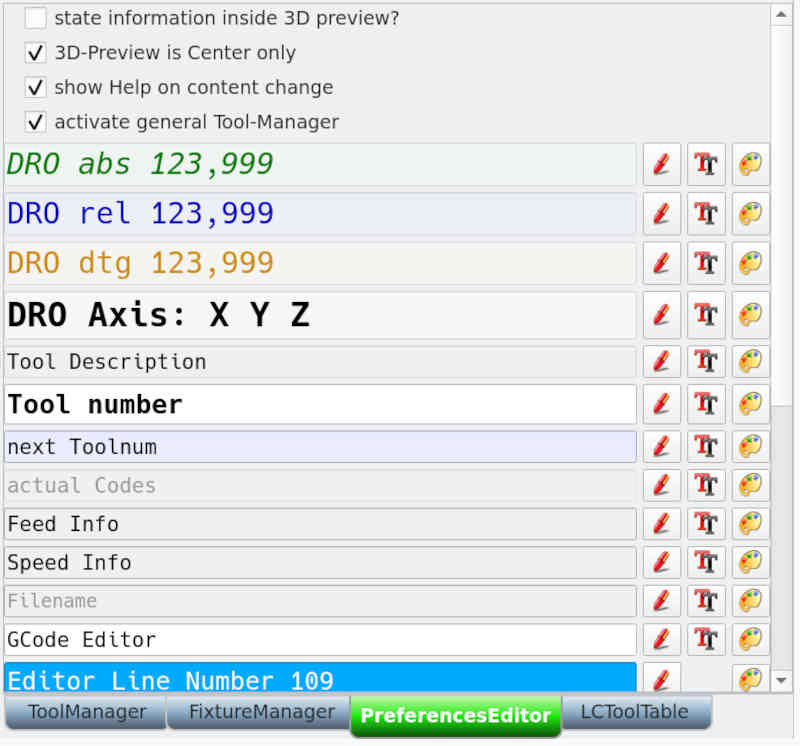 state information inside 3D preview?
3D-Preview is Center only
show Help on content change
activate general Tool-Manager
DRO abs 123,999
DRO rel 123,999
DRO dtg 123,999
DRO Axis: X Y Z
Tool Description
Tool number
next Toolnum
actual Codes
Feed Info
Speed Info
Filename
GCode Editor
Editor Line Number 109
ToolManager FixtureManager PreferencesEditor LCToolTable